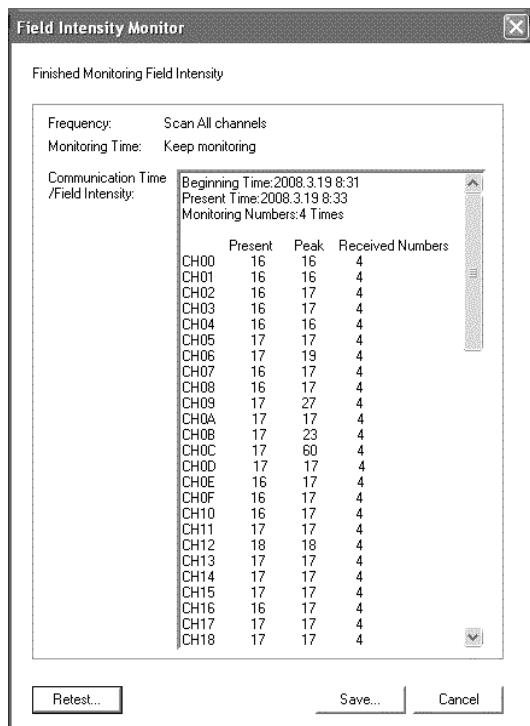 Field Intensity Monitor
Finished Monitoring Field Intensity
Frequency: Scan All channels
Monitoring Time: Keep monitoring
Communication Time
/Field Intensity:
Beginning Time:2008.3.19 8:31
Present Time:2008.3.19 8:33
Monitoring Numbers:4 Times
Present Peak Received Numbers
CH00 16 16 4
CH01 16 16 4
CH02 16 17 4
CH03 16 17 4
CH04 16 16 4
CH05 17 17 4
CH06 17 19 4
CH07 16 17 4
CH08 16 17 4
CH09 17 27 4
CH0A 17 17 4
CH0B 17 23 4
CH0C 17 60 4
CH0D 17 17 4
CH0E 16 17 4
CH0F 16 17 4
CH10 16 17 4
CH11 17 17 4
CH12 18 18 4
CH13 17 17 4
CH14 17 17 4
CH15 17 17 4
CH16 16 17 4
CH17 17 17 4
CH18 17 17 4
Retest... Save... Cancel